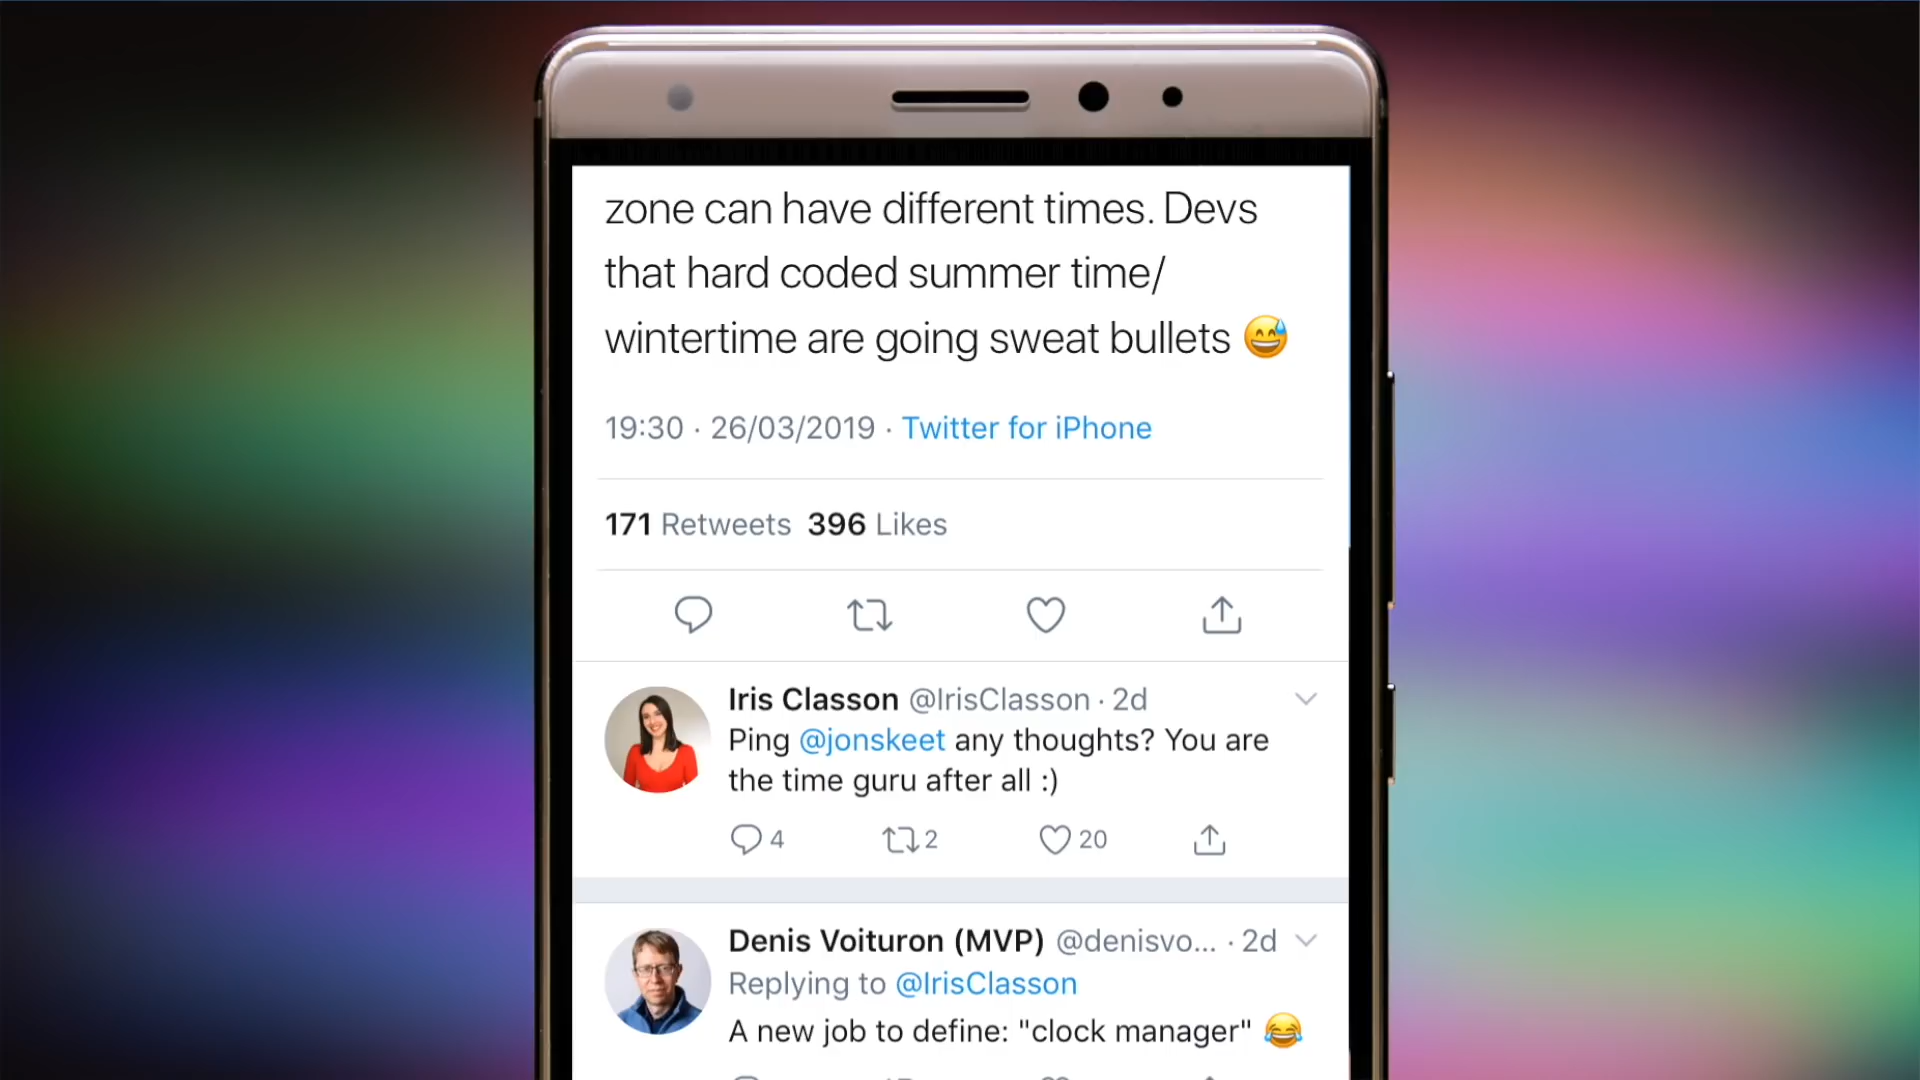 zone can have different times. Devs
that hard coded summer time/
wintertime are going sweat bullets 😅
19:30 · 26/03/2019 · Twitter for iPhone
171 Retweets 396 Likes
Iris Classon @IrisClasson · 2d
Ping @jonskeet any thoughts? You are
the time guru after all :)
4 2 20
Denis Voituron (MVP) @denisvo... · 2d
Replying to @IrisClasson
A new job to define: "clock manager" 😂